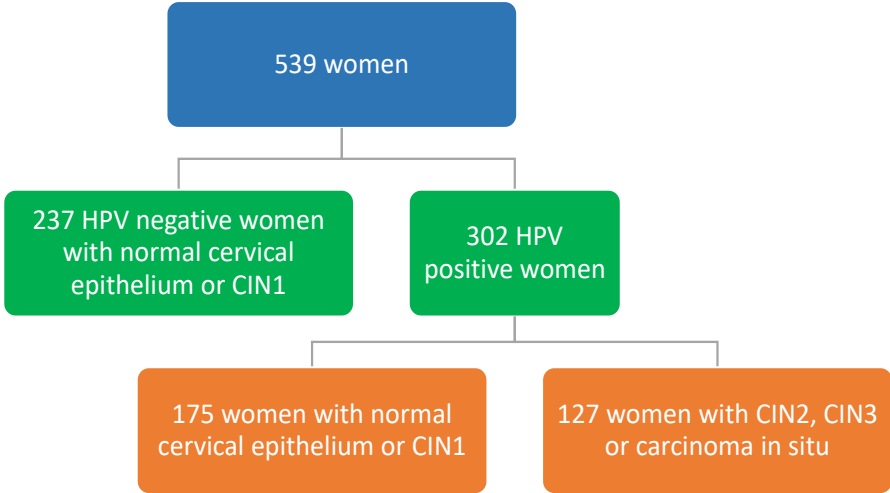 539 women
237 HPV negative women
with normal cervical
epithelium or CIN1
302 HPV
positive women
175 women with normal
cervical epithelium or CIN1
127 women with CIN2, CIN3
or carcinoma in situ